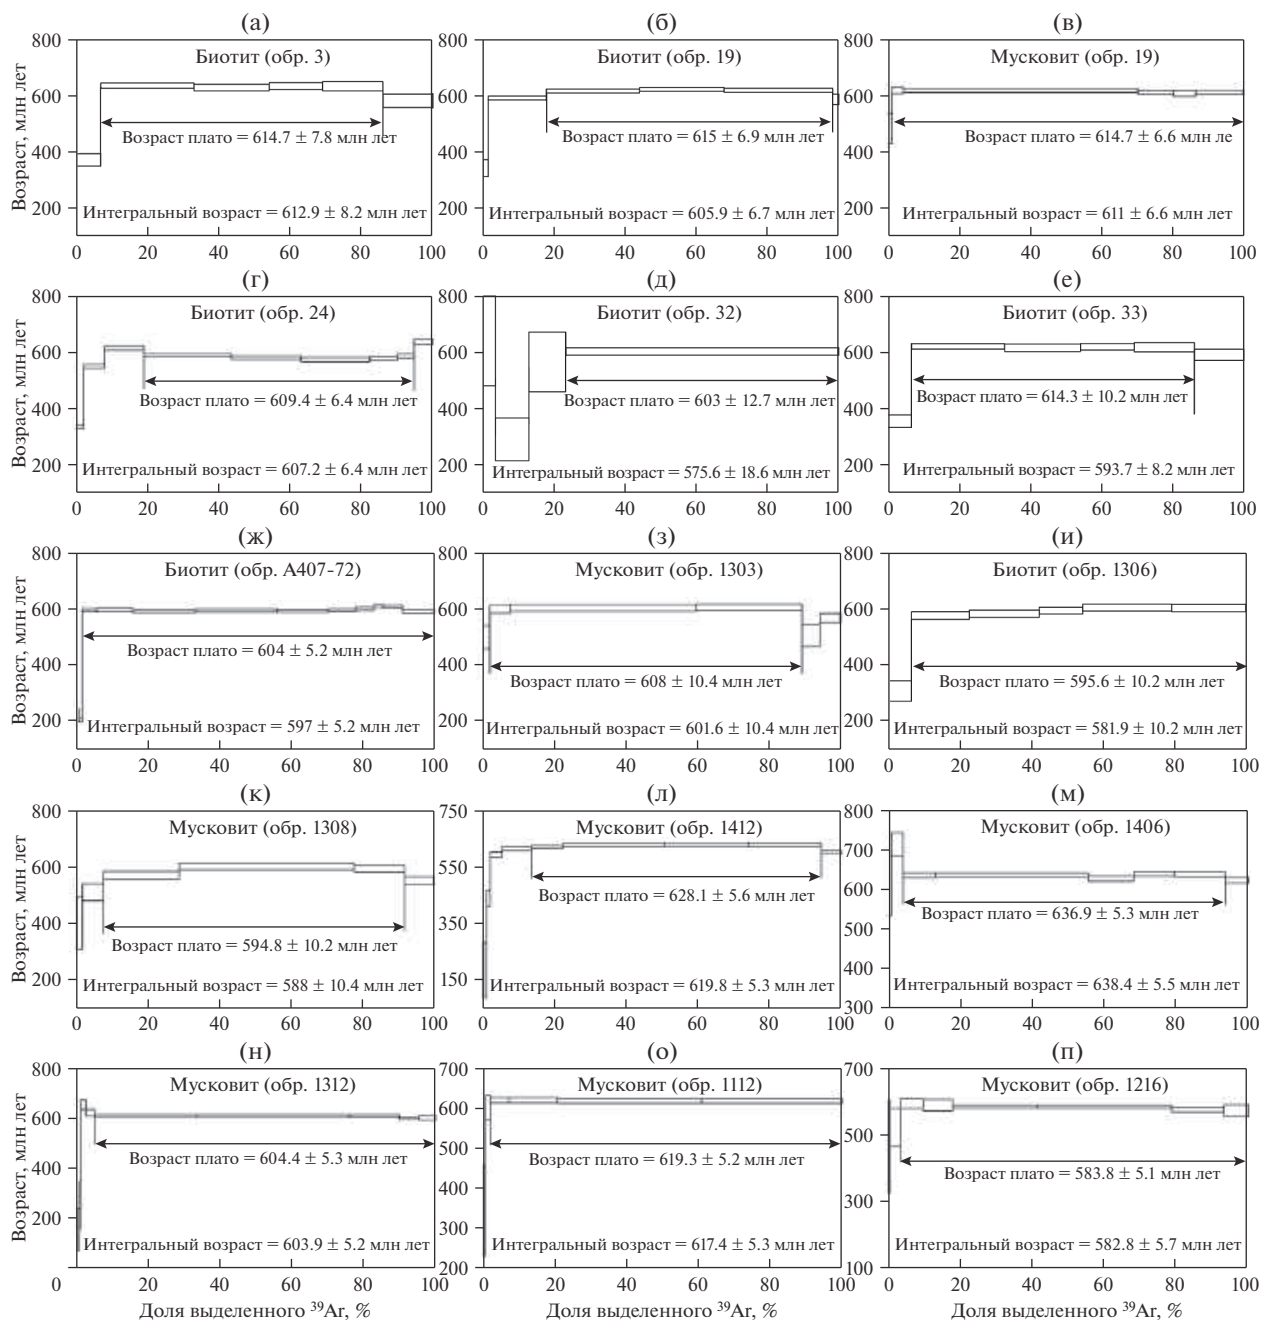 (а)
(б)
(в)
800
600
400
200
Возраст, млн лет
Биотит (обр. 3)
Возраст плато = 614.7 ± 7.8 млн лет
Интегральный возраст = 612.9 ± 8.2 млн лет
0 20 40 60 80 100
800
600
400
200
Биотит (обр. 19)
Возраст плато = 615 ± 6.9 млн лет
Интегральный возраст = 605.9 ± 6.7 млн лет
0 20 40 60 80 100
800
600
400
200
Мусковит (обр. 19)
Возраст плато = 614.7 ± 6.6 млн ле
Интегральный возраст = 611 ± 6.6 млн лет
0 20 40 60 80 100
(г)
(д)
(е)
800
600
400
200
Возраст, млн лет
Биотит (обр. 24)
Возраст плато = 609.4 ± 6.4 млн лет
Интегральный возраст = 607.2 ± 6.4 млн лет
0 20 40 60 80 100
800
600
400
200
Биотит (обр. 32)
Возраст плато = 603 ± 12.7 млн лет
Интегральный возраст = 575.6 ± 18.6 млн лет
0 20 40 60 80 100
800
600
400
200
Биотит (обр. 33)
Возраст плато = 614.3 ± 10.2 млн лет
Интегральный возраст = 593.7 ± 8.2 млн лет
0 20 40 60 80 100
(ж)
(з)
(и)
800
600
400
200
Возраст, млн лет
Биотит (обр. А407-72)
Возраст плато = 604 ± 5.2 млн лет
Интегральный возраст = 597 ± 5.2 млн лет
0 20 40 60 80 100
800
600
400
200
Мусковит (обр. 1303)
Возраст плато = 608 ± 10.4 млн лет
Интегральный возраст = 601.6 ± 10.4 млн лет
0 20 40 60 80 100
800
600
400
200
Биотит (обр. 1306)
Возраст плато = 595.6 ± 10.2 млн лет
Интегральный возраст = 581.9 ± 10.2 млн лет
0 20 40 60 80 100
(к)
(л)
(м)
800
600
400
200
Возраст, млн лет
Мусковит (обр. 1308)
Возраст плато = 594.8 ± 10.2 млн лет
Интегральный возраст = 588 ± 10.4 млн лет
0 20 40 60 80 100
750
550
350
150
Мусковит (обр. 1412)
Возраст плато = 628.1 ± 5.6 млн лет
Интегральный возраст = 619.8 ± 5.3 млн лет
0 20 40 60 80 100
800
700
600
500
400
300
Мусковит (обр. 1406)
Возраст плато = 636.9 ± 5.3 млн лет
Интегральный возраст = 638.4 ± 5.5 млн лет
0 20 40 60 80 100
(н)
(о)
(п)
800
600
400
200
Возраст, млн лет
Мусковит (обр. 1312)
Возраст плато = 604.4 ± 5.3 млн лет
Интегральный возраст = 603.9 ± 5.2 млн лет
0 20 40 60 80 100
Доля выделенного ³⁹Ar, %
700
600
500
400
300
200
Мусковит (обр. 1112)
Возраст плато = 619.3 ± 5.2 млн лет
Интегральный возраст = 617.4 ± 5.3 млн лет
0 20 40 60 80 100
700
500
300
100
Мусковит (обр. 1216)
Возраст плато = 583.8 ± 5.1 млн лет
Интегральный возраст = 582.8 ± 5.7 млн лет
0 20 40 60 80 100
Доля выделенного ³⁹Ar, %